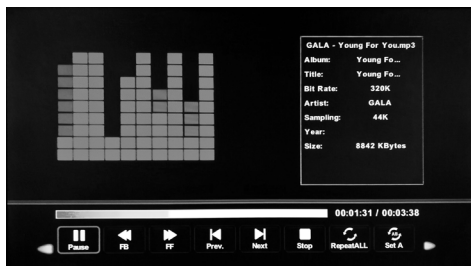 GALA - Young For You.mp3
Album: Young Fo...
Title: Young Fo...
Bit Rate: 320K
Artist: GALA
Sampling: 44K
Year:
Size: 8842 KBytes
00:01:31 / 00:03:38
Pause FB FF Prev. Next Stop RepeatALL Set A